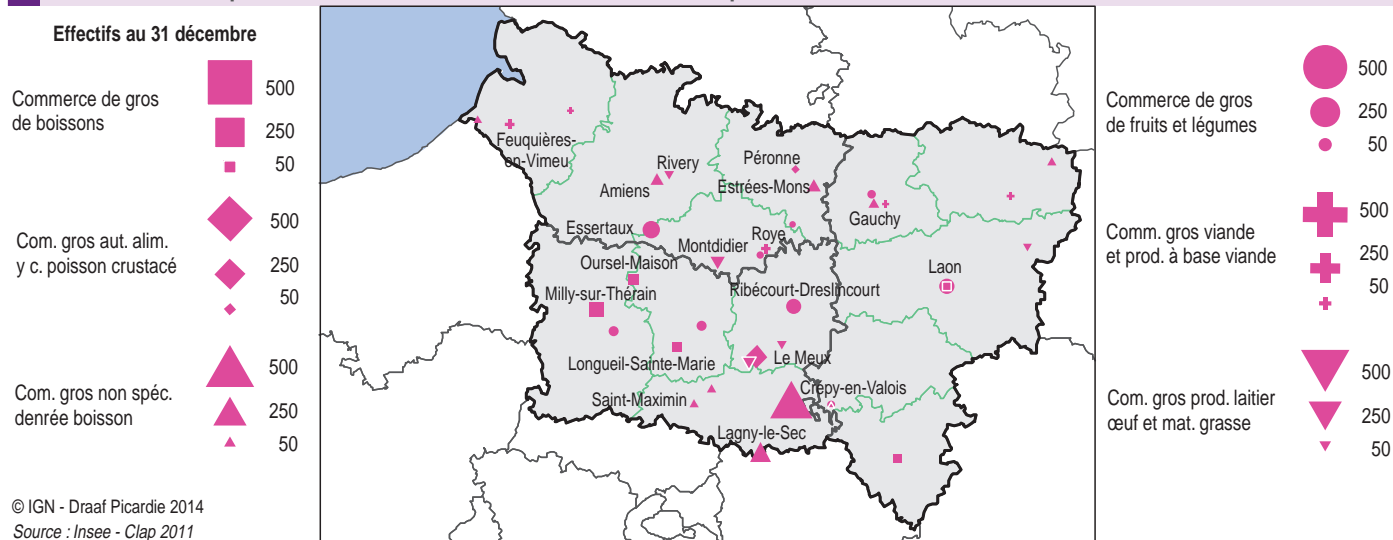 Effectifs au 31 décembre
Commerce de gros
de boissons
500
250
50
Com. gros aut. alim.
y c. poisson crustacé
500
250
50
Com. gros non spéc.
denrée boisson
500
250
50
© IGN - Draaf Picardie 2014
Source : Insee - Clap 2011
Feuquières-
en-Vimeu
Rivery
Amiens
Péronne
Estrées-Mons
Gauchy
Essertaux
Montdidier
Roye
Oursel-Maison
Laon
Milly-sur-Thérain
Ribécourt-Dreslincourt
Longueil-Sainte-Marie
Le Meux
Saint-Maximin
Crépy-en-Valois
Lagny-le-Sec
Commerce de gros
de fruits et légumes
500
250
50
Comm. gros viande
et prod. à base viande
500
250
50
Com. gros prod. laitier
œuf et mat. grasse
500
250
50